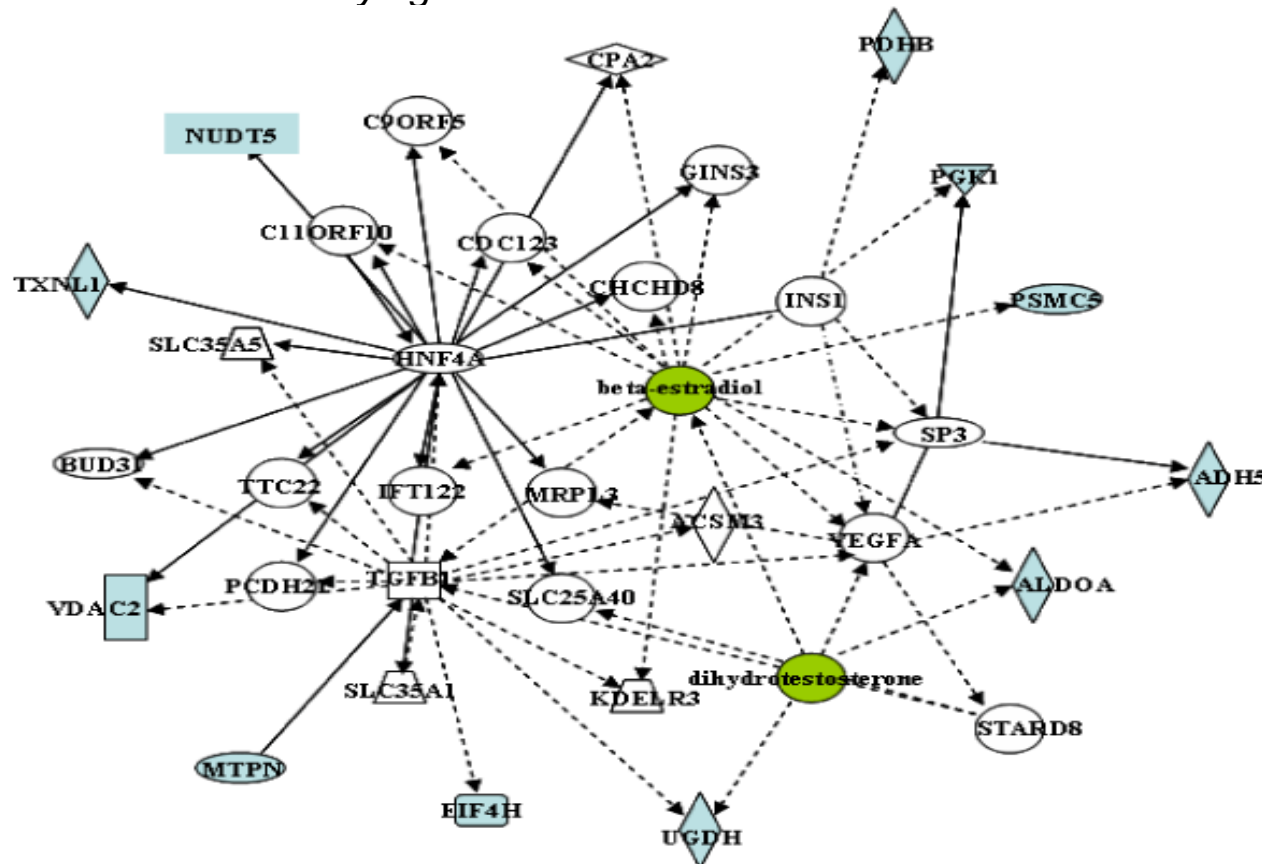 PDHB
CPA2
C9ORF5
NUDT5
GINS3
PGK1
C11ORF10
CDC123
TXNL1
CHCHD8
INS1
PSMC5
SLC35A5
HNF4A
beta-estradiol
SP3
BUD31
TTC22
IFT122
MRPL3
ADH5
ACSM3
VEGFA
PCDH21
TGFB1
SLC25A40
ALDOA
VDAC2
dihydrotestosterone
SLC35A1
KDELR3
STARD8
MTPN
EIF4H
UGDH